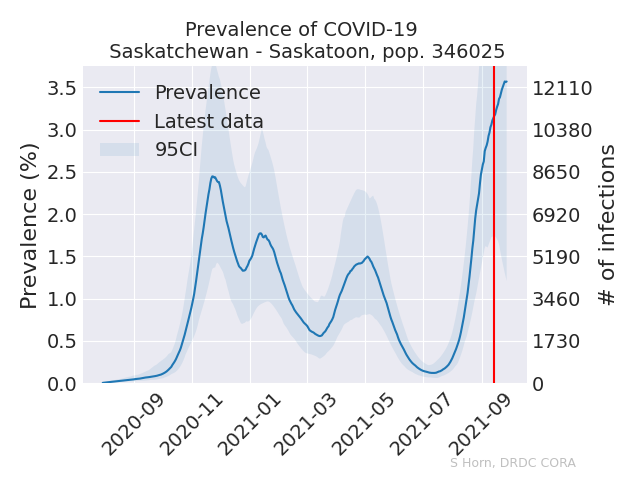 Prevalence of COVID-19
Saskatchewan - Saskatoon, pop. 346025
Prevalence
Latest data
95CI
Prevalence (%)
3.5
3.0
2.5
2.0
1.5
1.0
0.5
0.0
12110
10380
8650
6920
5190
3460
1730
0
# of infections
2020-09
2020-11
2021-01
2021-03
2021-05
2021-07
2021-09
S Horn, DRDC CORA